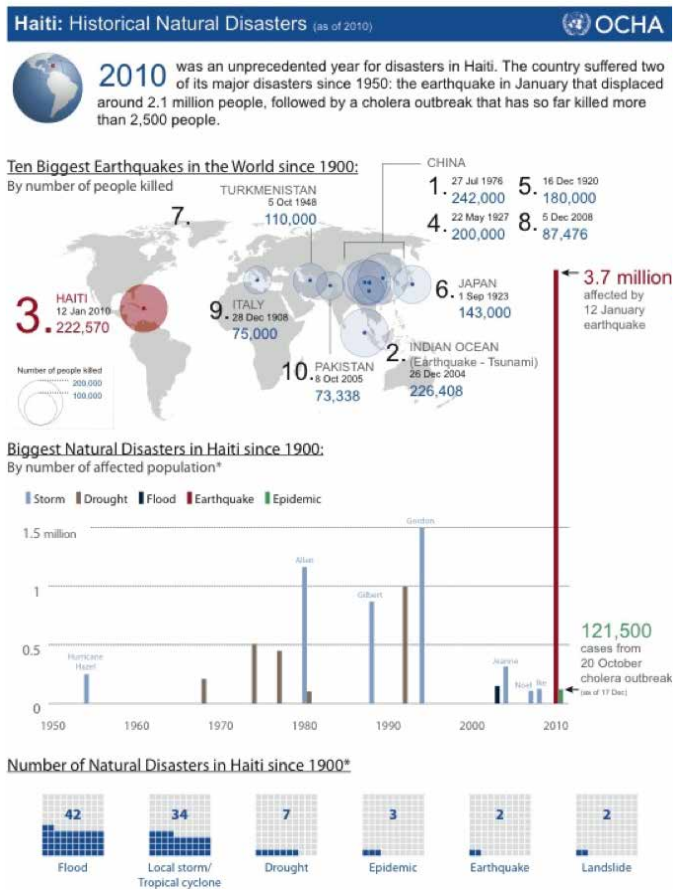 Haiti: Historical Natural Disasters (as of 2010)
OCHA
2010 was an unprecedented year for disasters in Haiti. The country suffered two
of its major disasters since 1950: the earthquake in January that displaced
around 2.1 million people, followed by a cholera outbreak that has so far killed more
than 2,500 people.
Ten Biggest Earthquakes in the World since 1900:
By number of people killed
CHINA
1. 27 Jul 1976
242,000
5. 16 Dec 1920
180,000
4. 22 May 1927
200,000
8. 5 Dec 2008
87,476
TURKMENISTAN
7. 5 Oct 1948
110,000
3. HAITI
12 Jan 2010
222,570
9. ITALY
28 Dec 1908
75,000
6. JAPAN
1 Sep 1923
143,000
10. PAKISTAN
8 Oct 2005
73,338
2. INDIAN OCEAN
(Earthquake - Tsunami)
26 Dec 2004
226,408
Number of people killed
200,000
100,000
3.7 million
affected by
12 January
earthquake
Biggest Natural Disasters in Haiti since 1900:
By number of affected population*
Storm Drought Flood Earthquake Epidemic
1.5 million
1
0.5
0
Hurricane
Hazel
Allan
Gilbert
Gordon
Jeanne
Noel
Ike
1950 1960 1970 1980 1990 2000 2010
121,500
cases from
20 October
cholera outbreak
(as of 17 Dec)
Number of Natural Disasters in Haiti since 1900*
42
Flood
34
Local storm/
Tropical cyclone
7
Drought
3
Epidemic
2
Earthquake
2
Landslide